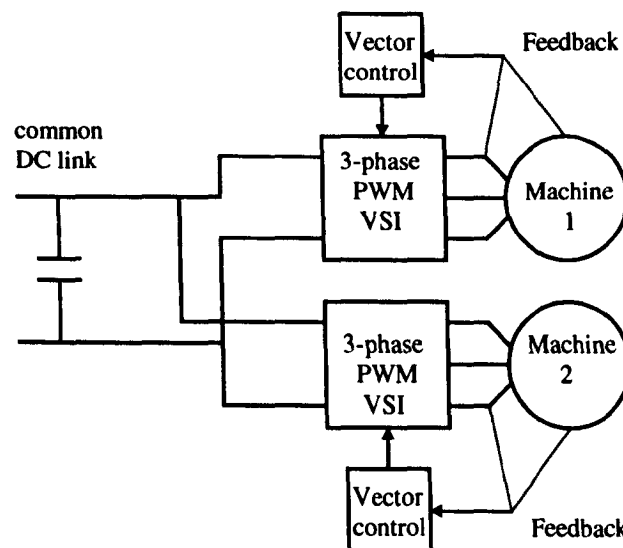 Vector
control
Feedback
common
DC link
3-phase
PWM
VSI
Machine
1
3-phase
PWM
VSI
Machine
2
Vector
control
Feedback